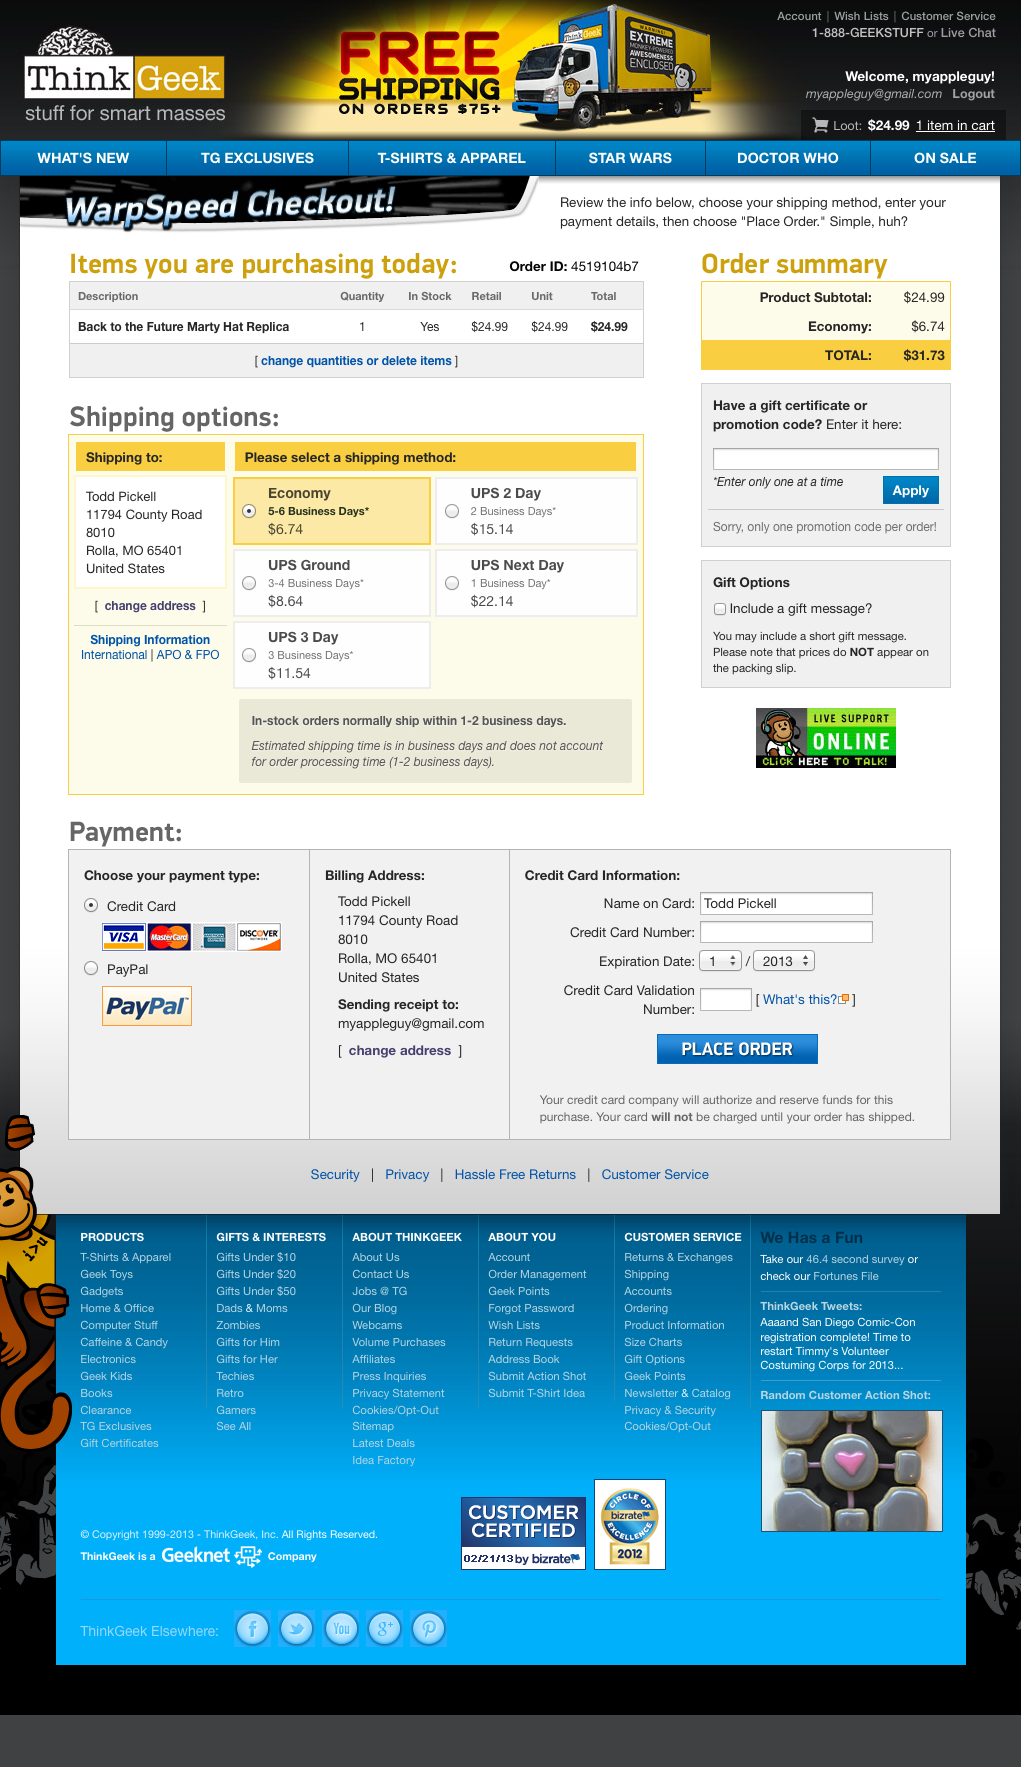 Account | Wish Lists | Customer Service
1-888-GEEKSTUFF or Live Chat
ThinkGeek
stuff for smart masses
FREE
SHIPPING
ON ORDERS $75+
WARNING!
EXTREME
MONKEY-POWERED
AWESOMENESS
ENCLOSED
ThinkGeek
Welcome, myappleguy!
myappleguy@gmail.com Logout
Loot: $24.99 1 item in cart
WHAT'S NEW TG EXCLUSIVES T-SHIRTS & APPAREL STAR WARS DOCTOR WHO ON SALE
WarpSpeed Checkout!
Review the info below, choose your shipping method, enter your
payment details, then choose "Place Order." Simple, huh?
Items you are purchasing today: Order ID: 4519104b7
Description Quantity In Stock Retail Unit Total
Back to the Future Marty Hat Replica 1 Yes $24.99 $24.99 $24.99
[ change quantities or delete items ]
Order summary
Product Subtotal: $24.99
Economy: $6.74
TOTAL: $31.73
Have a gift certificate or
promotion code? Enter it here:
*Enter only one at a time
Apply
Sorry, only one promotion code per order!
Gift Options
Include a gift message?
You may include a short gift message.
Please note that prices do NOT appear on
the packing slip.
LIVE SUPPORT
ONLINE
CLICK HERE TO TALK!
Shipping options:
Shipping to:
Todd Pickell
11794 County Road
8010
Rolla, MO 65401
United States
[ change address ]
Shipping Information
International | APO & FPO
Please select a shipping method:
Economy
5-6 Business Days*
$6.74
UPS 2 Day
2 Business Days*
$15.14
UPS Ground
3-4 Business Days*
$8.64
UPS Next Day
1 Business Day*
$22.14
UPS 3 Day
3 Business Days*
$11.54
In-stock orders normally ship within 1-2 business days.
Estimated shipping time is in business days and does not account
for order processing time (1-2 business days).
Payment:
Choose your payment type:
Credit Card
VISA MasterCard AMERICAN EXPRESS DISCOVER NETWORK
PayPal
PayPal
Billing Address:
Todd Pickell
11794 County Road
8010
Rolla, MO 65401
United States
Sending receipt to:
myappleguy@gmail.com
[ change address ]
Credit Card Information:
Name on Card: Todd Pickell
Credit Card Number:
Expiration Date: 1 / 2013
Credit Card Validation
Number:
[ What's this? ]
PLACE ORDER
Your credit card company will authorize and reserve funds for this
purchase. Your card will not be charged until your order has shipped.
Security | Privacy | Hassle Free Returns | Customer Service
i>u
PRODUCTS
T-Shirts & Apparel
Geek Toys
Gadgets
Home & Office
Computer Stuff
Caffeine & Candy
Electronics
Geek Kids
Books
Clearance
TG Exclusives
Gift Certificates
GIFTS & INTERESTS
Gifts Under $10
Gifts Under $20
Gifts Under $50
Dads & Moms
Zombies
Gifts for Him
Gifts for Her
Techies
Retro
Gamers
See All
ABOUT THINKGEEK
About Us
Contact Us
Jobs @ TG
Our Blog
Webcams
Volume Purchases
Affiliates
Press Inquiries
Privacy Statement
Cookies/Opt-Out
Sitemap
Latest Deals
Idea Factory
ABOUT YOU
Account
Order Management
Geek Points
Forgot Password
Wish Lists
Return Requests
Address Book
Submit Action Shot
Submit T-Shirt Idea
CUSTOMER SERVICE
Returns & Exchanges
Shipping
Accounts
Ordering
Product Information
Size Charts
Gift Options
Geek Points
Newsletter & Catalog
Privacy & Security
Cookies/Opt-Out
We Has a Fun
Take our 46.4 second survey or
check our Fortunes File
ThinkGeek Tweets:
Aaaand San Diego Comic-Con
registration complete! Time to
restart Timmy's Volunteer
Costuming Corps for 2013...
Random Customer Action Shot:
© Copyright 1999-2013 - ThinkGeek, Inc. All Rights Reserved.
ThinkGeek is a Geeknet Company
CUSTOMER
CERTIFIED
02/21/13 by bizrate
CIRCLE OF
bizrate
EXCELLENCE
2012
ThinkGeek Elsewhere:
f
You
g+